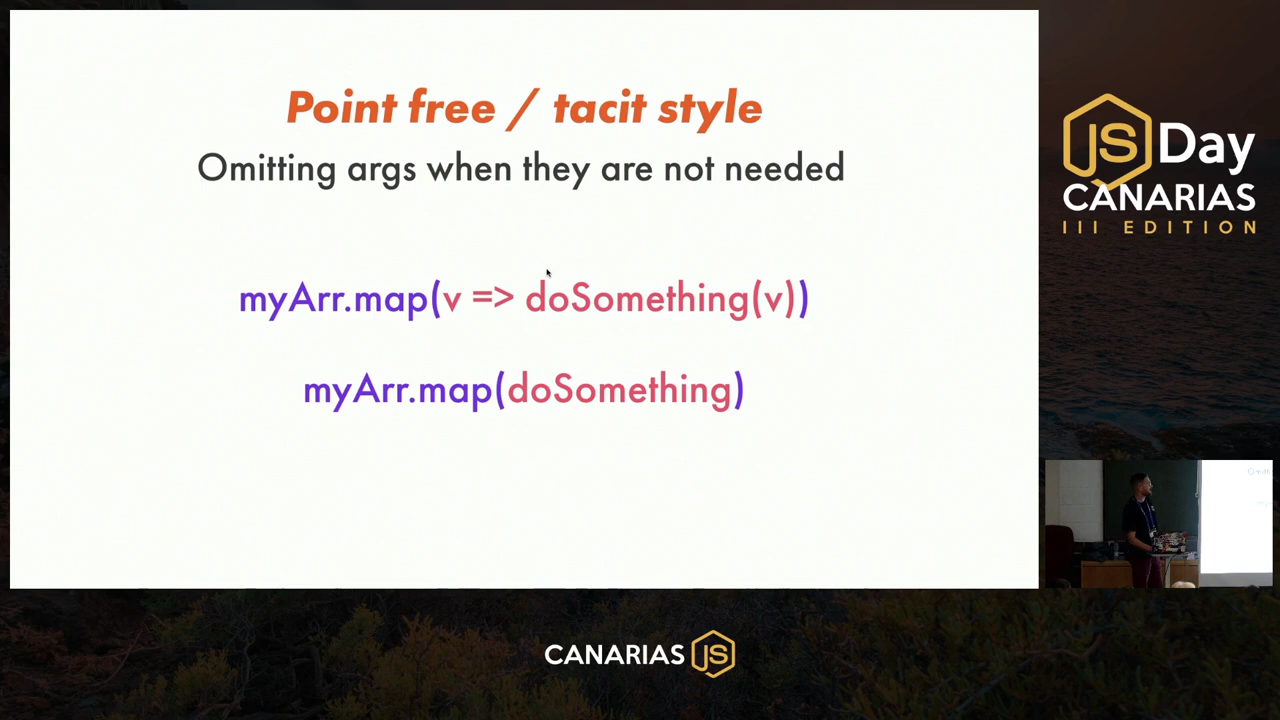 Point free / tacit style
Omitting args when they are not needed
myArr.map(v => doSomething(v))
myArr.map(doSomething)
JS Day
CANARIAS
III EDITION
CANARIAS JS